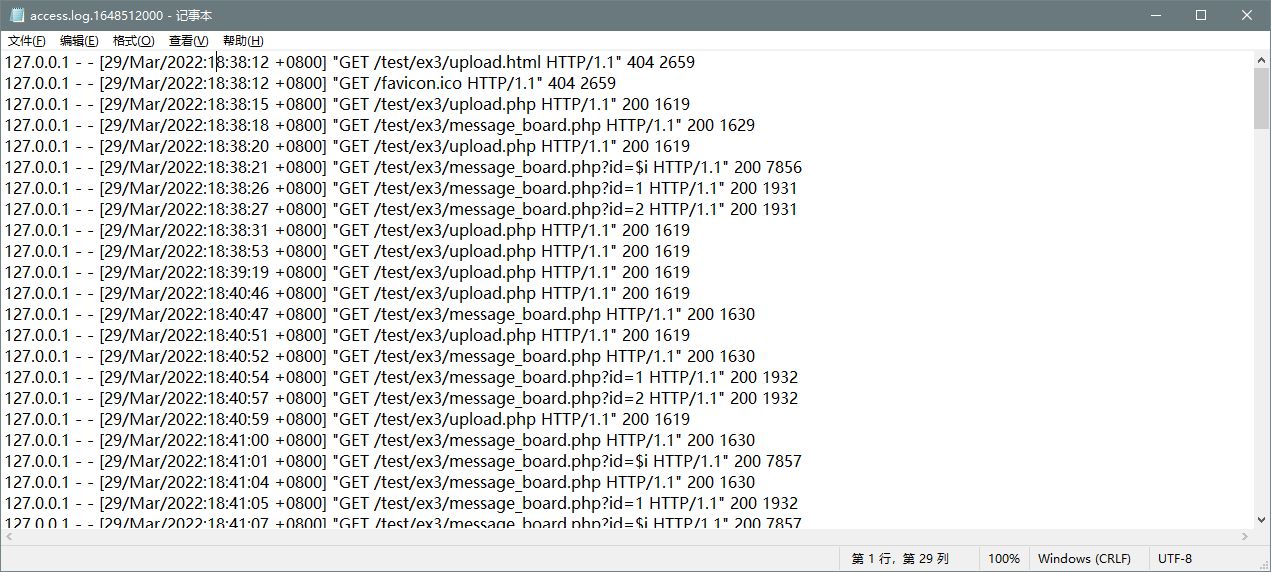 access.log.1648512000 - 记事本
文件(F) 编辑(E) 格式(O) 查看(V) 帮助(H)
127.0.0.1 - - [29/Mar/2022:18:38:12 +0800] "GET /test/ex3/upload.html HTTP/1.1" 404 2659
127.0.0.1 - - [29/Mar/2022:18:38:12 +0800] "GET /favicon.ico HTTP/1.1" 404 2659
127.0.0.1 - - [29/Mar/2022:18:38:15 +0800] "GET /test/ex3/upload.php HTTP/1.1" 200 1619
127.0.0.1 - - [29/Mar/2022:18:38:18 +0800] "GET /test/ex3/message_board.php HTTP/1.1" 200 1629
127.0.0.1 - - [29/Mar/2022:18:38:20 +0800] "GET /test/ex3/upload.php HTTP/1.1" 200 1619
127.0.0.1 - - [29/Mar/2022:18:38:21 +0800] "GET /test/ex3/message_board.php?id=$i HTTP/1.1" 200 7856
127.0.0.1 - - [29/Mar/2022:18:38:26 +0800] "GET /test/ex3/message_board.php?id=1 HTTP/1.1" 200 1931
127.0.0.1 - - [29/Mar/2022:18:38:27 +0800] "GET /test/ex3/message_board.php?id=2 HTTP/1.1" 200 1931
127.0.0.1 - - [29/Mar/2022:18:38:31 +0800] "GET /test/ex3/upload.php HTTP/1.1" 200 1619
127.0.0.1 - - [29/Mar/2022:18:38:53 +0800] "GET /test/ex3/upload.php HTTP/1.1" 200 1619
127.0.0.1 - - [29/Mar/2022:18:39:19 +0800] "GET /test/ex3/upload.php HTTP/1.1" 200 1619
127.0.0.1 - - [29/Mar/2022:18:40:46 +0800] "GET /test/ex3/upload.php HTTP/1.1" 200 1619
127.0.0.1 - - [29/Mar/2022:18:40:47 +0800] "GET /test/ex3/message_board.php HTTP/1.1" 200 1630
127.0.0.1 - - [29/Mar/2022:18:40:51 +0800] "GET /test/ex3/upload.php HTTP/1.1" 200 1619
127.0.0.1 - - [29/Mar/2022:18:40:52 +0800] "GET /test/ex3/message_board.php HTTP/1.1" 200 1630
127.0.0.1 - - [29/Mar/2022:18:40:54 +0800] "GET /test/ex3/message_board.php?id=1 HTTP/1.1" 200 1932
127.0.0.1 - - [29/Mar/2022:18:40:57 +0800] "GET /test/ex3/message_board.php?id=2 HTTP/1.1" 200 1932
127.0.0.1 - - [29/Mar/2022:18:40:59 +0800] "GET /test/ex3/upload.php HTTP/1.1" 200 1619
127.0.0.1 - - [29/Mar/2022:18:41:00 +0800] "GET /test/ex3/message_board.php HTTP/1.1" 200 1630
127.0.0.1 - - [29/Mar/2022:18:41:01 +0800] "GET /test/ex3/message_board.php?id=$i HTTP/1.1" 200 7857
127.0.0.1 - - [29/Mar/2022:18:41:04 +0800] "GET /test/ex3/message_board.php HTTP/1.1" 200 1630
127.0.0.1 - - [29/Mar/2022:18:41:05 +0800] "GET /test/ex3/message_board.php?id=1 HTTP/1.1" 200 1932
127.0.0.1 - - [29/Mar/2022:18:41:07 +0800] "GET /test/ex3/message_board.php?id=$i HTTP/1.1" 200 7857
第 1 行，第 29 列 100% Windows (CRLF) UTF-8